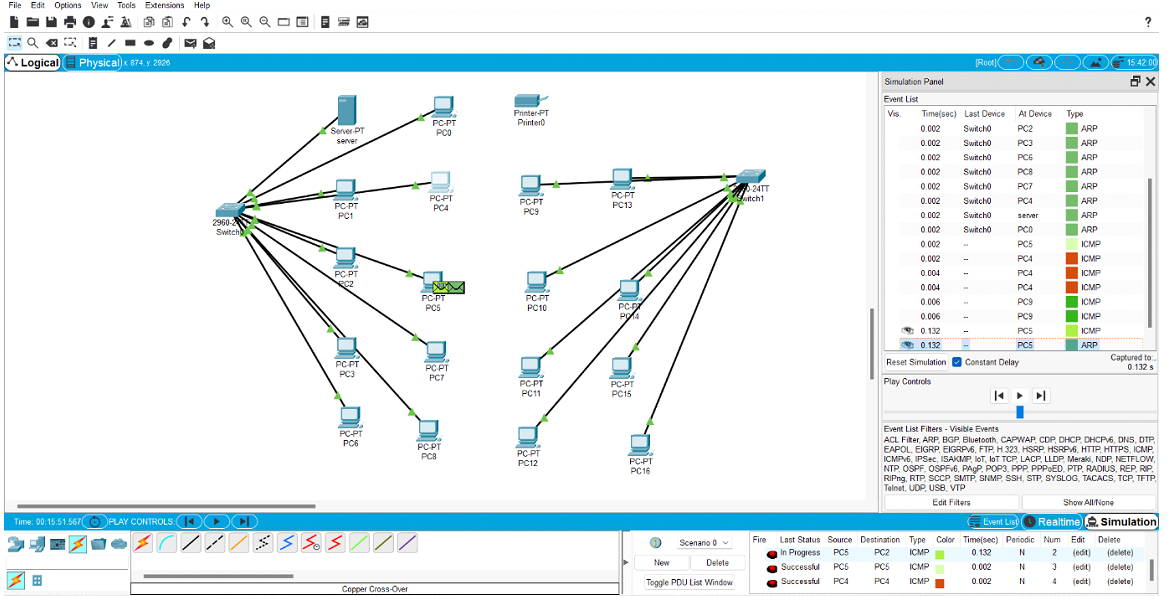 File Edit Options View Tools Extensions Help
?
Logical Physical x: 874, y: 2926 [Root] 15:42:00
Simulation Panel
Event List
Vis. Time(sec) Last Device At Device Type
0.002 Switch0 PC2 ARP
0.002 Switch0 PC3 ARP
0.002 Switch0 PC6 ARP
0.002 Switch0 PC8 ARP
0.002 Switch0 PC7 ARP
0.002 Switch0 PC4 ARP
0.002 Switch0 server ARP
0.002 Switch0 PC0 ARP
0.002 -- PC5 ICMP
0.002 -- PC4 ICMP
0.004 -- PC4 ICMP
0.004 -- PC4 ICMP
0.006 -- PC9 ICMP
0.006 -- PC9 ICMP
0.132 -- PC5 ICMP
0.132 -- PC5 ARP
Reset Simulation Constant Delay Captured to:
0.132 s
Play Controls
Event List Filters - Visible Events
ACL Filter, ARP, BGP, Bluetooth, CAPWAP, CDP, DHCP, DHCPv6, DNS, DTP,
EAPOL, EIGRP, EIGRPv6, FTP, H.323, HSRP, HSRPv6, HTTP, HTTPS, ICMP,
ICMPv6, IPSec, ISAKMP, IoT, IoT TCP, LACP, LLDP, Meraki, NDP, NETFLOW,
NTP, OSPF, OSPFv6, PAgP, POP3, PPP, PPPoED, PTP, RADIUS, REP, RIP,
RIPng, RTP, SCCP, SMTP, SNMP, SSH, STP, SYSLOG, TACACS, TCP, TFTP,
Telnet, UDP, USB, VTP
Edit Filters Show All/None
Server-PT
server
PC-PT
PC0
Printer-PT
Printer0
PC-PT
PC1
PC-PT
PC4
PC-PT
PC9
PC-PT
PC13
-24TT
witch1
2960-2
Switch
PC-PT
PC2
PC-PT
PC5
PC-PT
PC10
PC-PT
PC14
PC-PT
PC3
PC-PT
PC7
PC-PT
PC11
PC-PT
PC15
PC-PT
PC6
PC-PT
PC8
PC-PT
PC12
PC-PT
PC16
Time: 00:15:51.567 PLAY CONTROLS: Event List Realtime Simulation
Scenario 0
New Delete
Toggle PDU List Window
Fire Last Status Source Destination Type Color Time(sec) Periodic Num Edit Delete
In Progress PC5 PC2 ICMP 0.132 N 2 (edit) (delete)
Successful PC5 PC5 ICMP 0.002 N 3 (edit) (delete)
Successful PC4 PC4 ICMP 0.002 N 4 (edit) (delete)
Copper Cross-Over